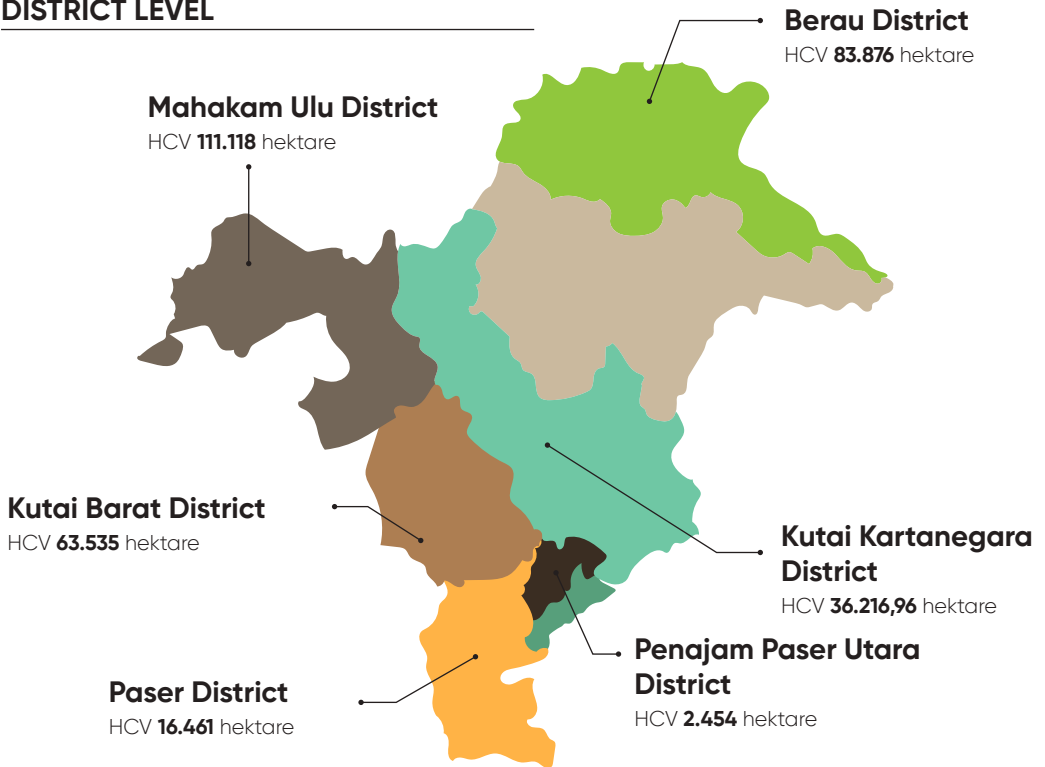 DISTRICT LEVEL
Berau District
HCV 83.876 hektare
Mahakam Ulu District
HCV 111.118 hektare
Kutai Barat District
HCV 63.535 hektare
Kutai Kartanegara
District
HCV 36.216,96 hektare
Penajam Paser Utara
District
HCV 2.454 hektare
Paser District
HCV 16.461 hektare